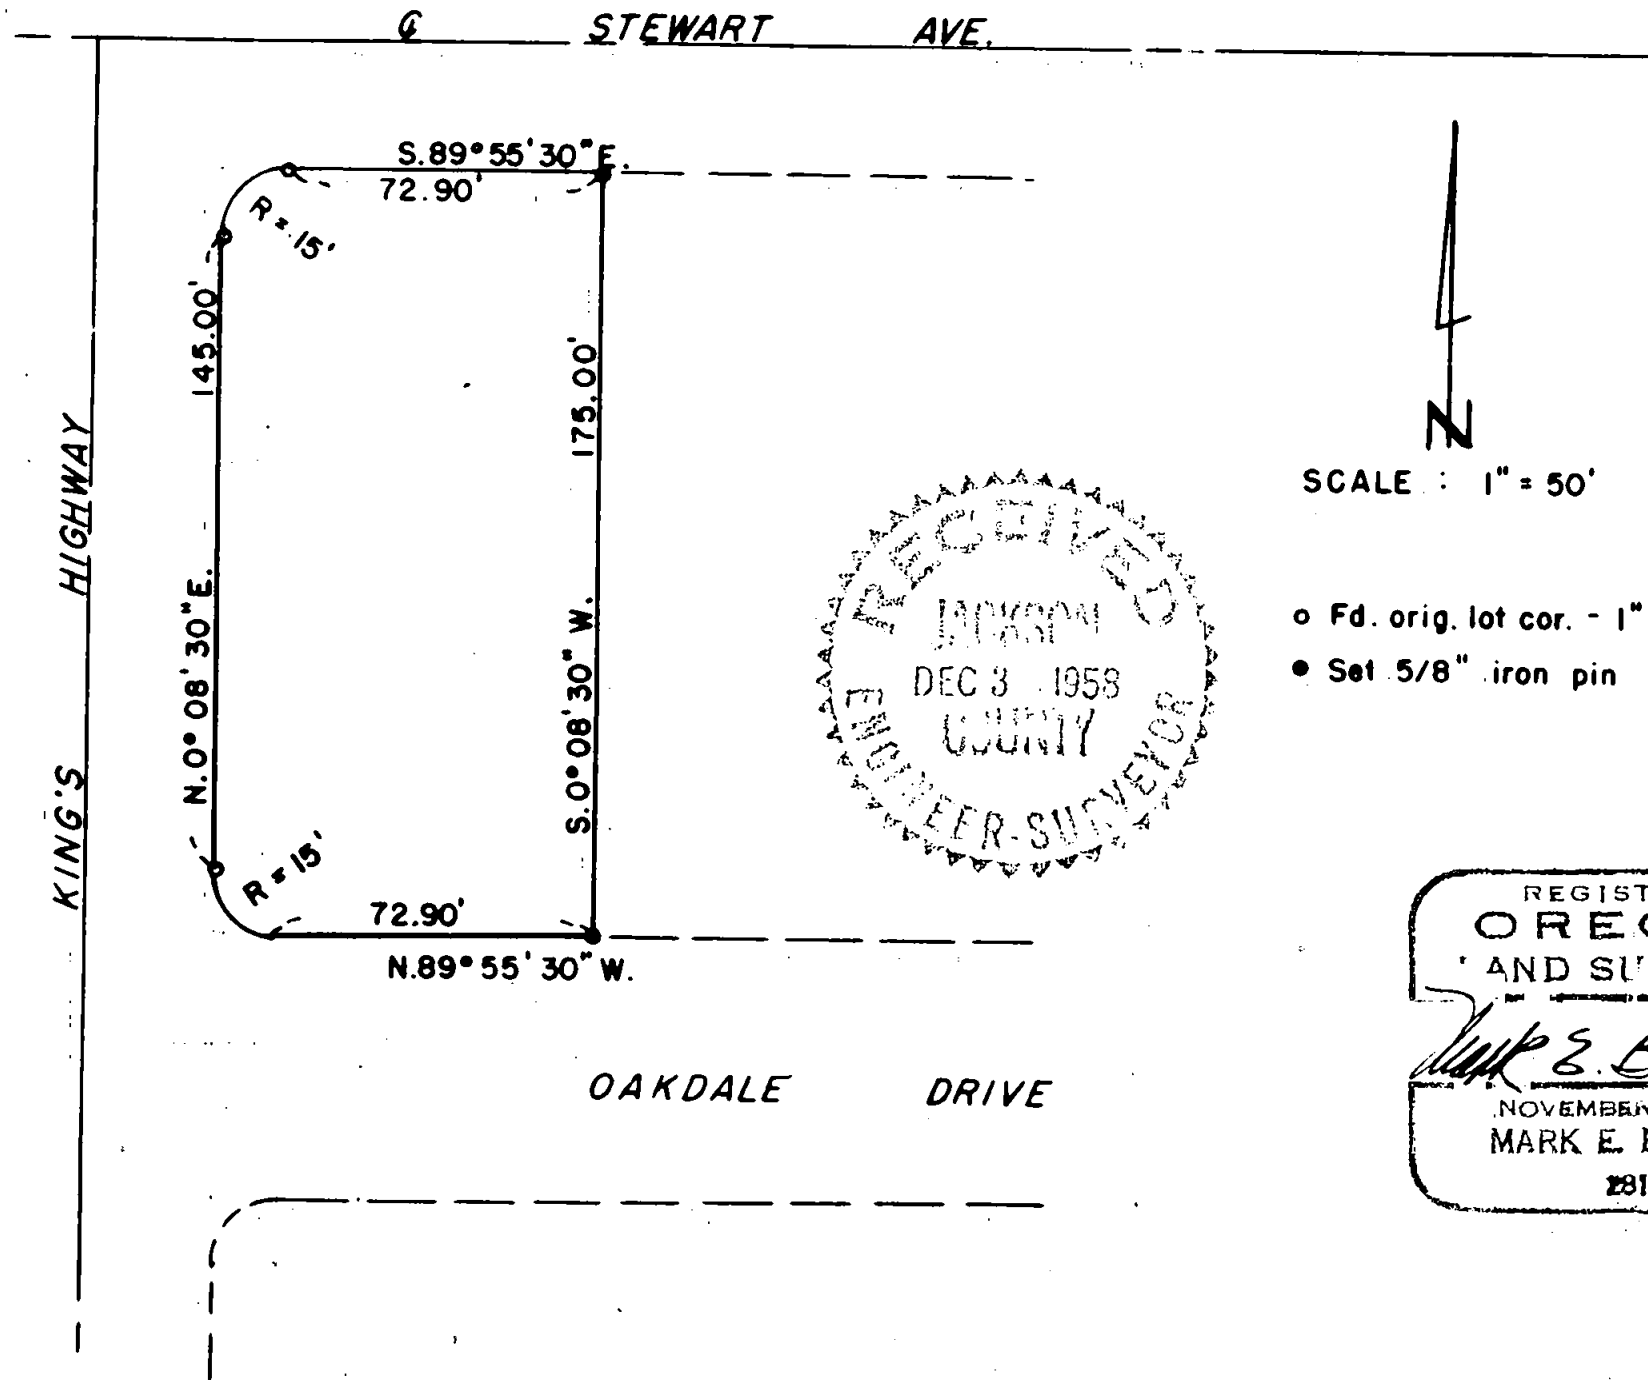 ℄ STEWART AVE.
S.89°55'30"E.
72.90'
R = 15'
145.00'
N.0°08'30"E.
175.00'
S.0°08'30"W.
KING'S HIGHWAY
R = 15'
72.90'
N.89°55'30"W.
OAKDALE DRIVE
N
SCALE : 1" = 50'
o Fd. orig. lot cor. - 1"
● Set 5/8" iron pin
RECEIVED
JACKSON
DEC 3 1958
COUNTY
ENGINEER-SURVEYOR
REGIST
OREG
AND SU
Mark E. B
NOVEMBER
MARK E.